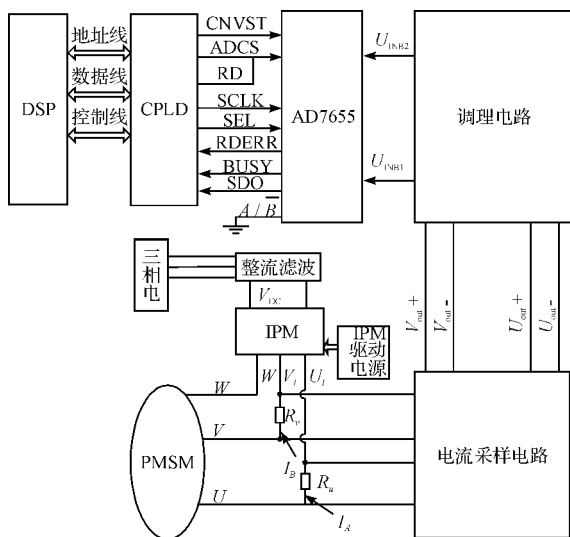 DSP
地址线
数据线
控制线
CPLD
CNVST
ADCS
RD
SCLK
SEL
RDERR
BUSY
SDO
A / B̅
AD7655
U_INB2
U_INB1
调理电路
三相电
整流滤波
V_DC
IPM
IPM
驱动
电源
V_out +
V_out -
U_out +
U_out -
W
W
V_i
U_i
R_v
V
PMSM
I_B
R_u
U
I_A
电流采样电路